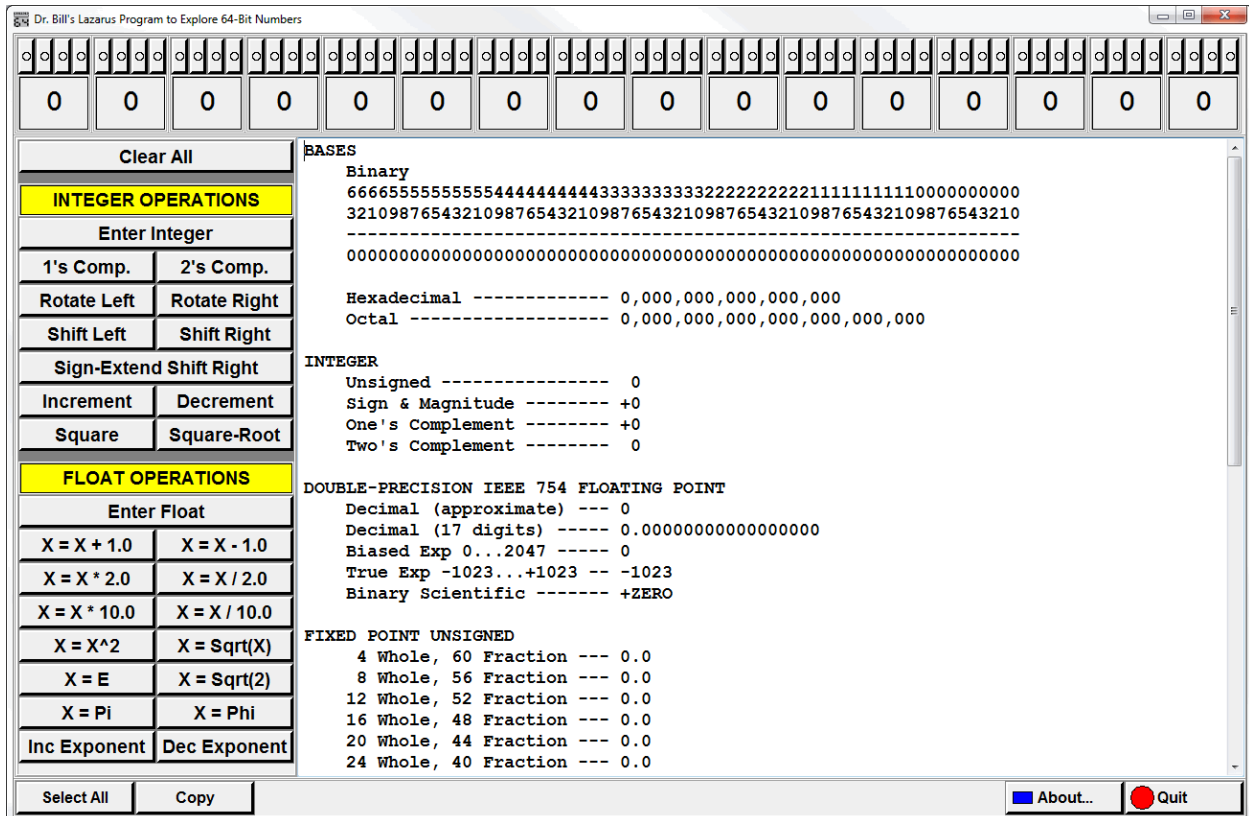 Dr. Bill's Lazarus Program to Explore 64-Bit Numbers
0 0 0 0 0 0 0 0 0 0 0 0 0 0 0 0
Clear All
INTEGER OPERATIONS
Enter Integer
1's Comp. 2's Comp.
Rotate Left Rotate Right
Shift Left Shift Right
Sign-Extend Shift Right
Increment Decrement
Square Square-Root
FLOAT OPERATIONS
Enter Float
X = X + 1.0 X = X - 1.0
X = X * 2.0 X = X / 2.0
X = X * 10.0 X = X / 10.0
X = X^2 X = Sqrt(X)
X = E X = Sqrt(2)
X = Pi X = Phi
Inc Exponent Dec Exponent
BASES
Binary
6666555555555544444444443333333333222222222211111111110000000000
3210987654321098765432109876543210987654321098765432109876543210
----------------------------------------------------------------
0000000000000000000000000000000000000000000000000000000000000000
Hexadecimal ------------- 0,000,000,000,000,000
Octal ------------------- 0,000,000,000,000,000,000,000
INTEGER
Unsigned ---------------- 0
Sign & Magnitude -------- +0
One's Complement -------- +0
Two's Complement -------- 0
DOUBLE-PRECISION IEEE 754 FLOATING POINT
Decimal (approximate) --- 0
Decimal (17 digits) ----- 0.00000000000000000
Biased Exp 0...2047 ----- 0
True Exp -1023...+1023 -- -1023
Binary Scientific ------- +ZERO
FIXED POINT UNSIGNED
4 Whole, 60 Fraction --- 0.0
8 Whole, 56 Fraction --- 0.0
12 Whole, 52 Fraction --- 0.0
16 Whole, 48 Fraction --- 0.0
20 Whole, 44 Fraction --- 0.0
24 Whole, 40 Fraction --- 0.0
Select All Copy About... Quit